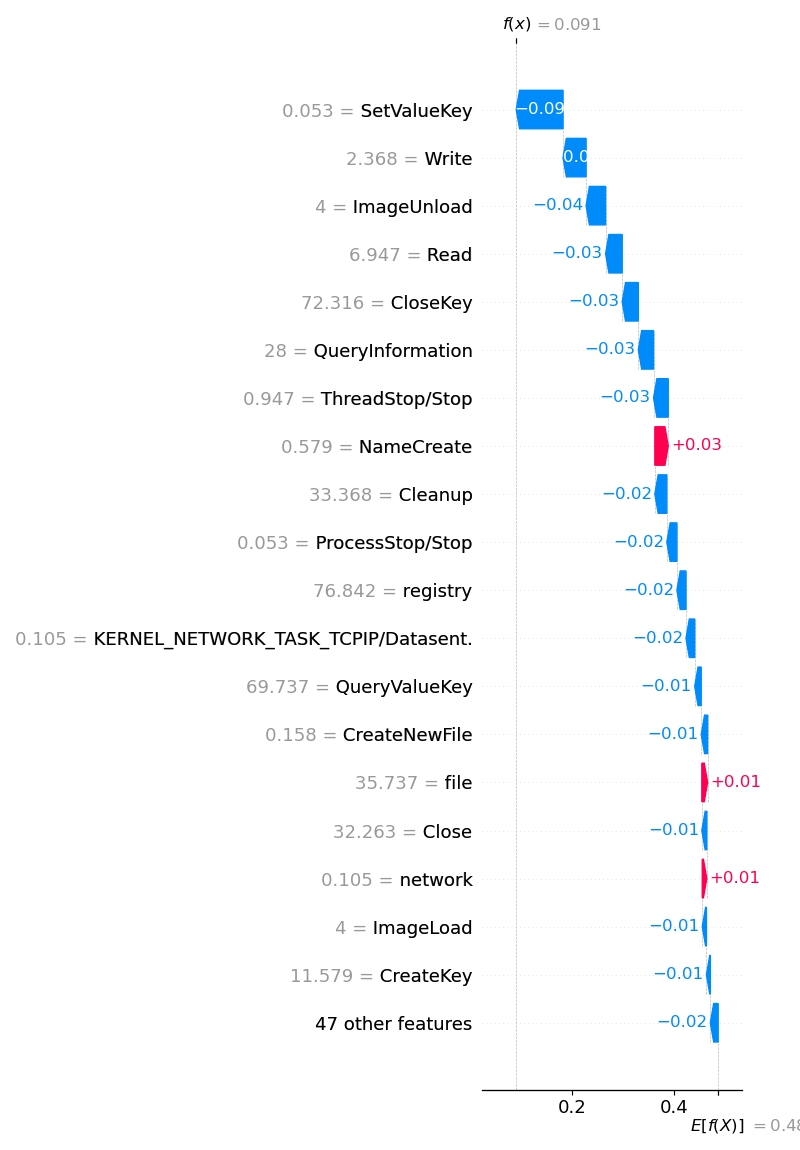 f(x) = 0.091
0.053 = SetValueKey −0.09
2.368 = Write 0.0
4 = ImageUnload −0.04
6.947 = Read −0.03
72.316 = CloseKey −0.03
28 = QueryInformation −0.03
0.947 = ThreadStop/Stop −0.03
0.579 = NameCreate +0.03
33.368 = Cleanup −0.02
0.053 = ProcessStop/Stop −0.02
76.842 = registry −0.02
0.105 = KERNEL_NETWORK_TASK_TCPIP/Datasent. −0.02
69.737 = QueryValueKey −0.01
0.158 = CreateNewFile −0.01
35.737 = file +0.01
32.263 = Close −0.01
0.105 = network +0.01
4 = ImageLoad −0.01
11.579 = CreateKey −0.01
47 other features −0.02
0.2 0.4
E[f(X)] = 0.48